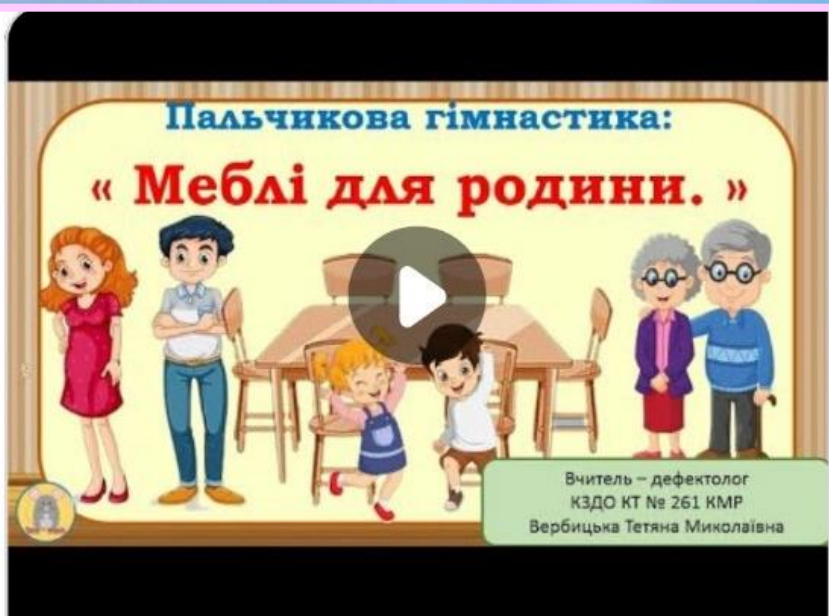 Пальчикова гімнастика:
« Меблі для родини. »
Вчитель – дефектолог
КЗДО КТ № 261 КМР
Вербицька Тетяна Миколаївна